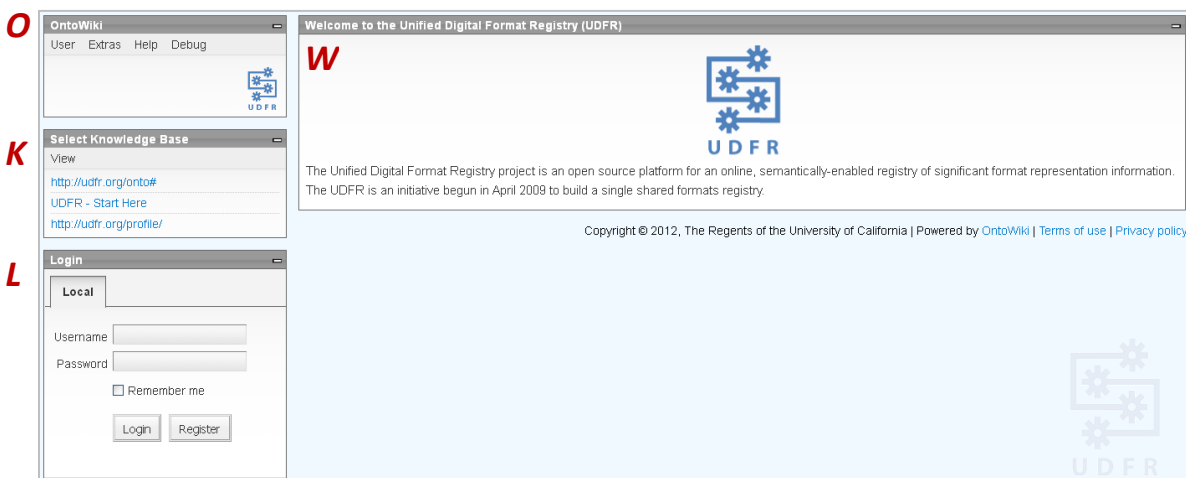 O
OntoWiki
User Extras Help Debug
UDFR
K
Select Knowledge Base
View
http://udfr.org/onto#
UDFR - Start Here
http://udfr.org/profile/
L
Login
Local
Username
Password
Remember me
Login Register
Welcome to the Unified Digital Format Registry (UDFR)
W
UDFR
The Unified Digital Format Registry project is an open source platform for an online, semantically-enabled registry of significant format representation information.
The UDFR is an initiative begun in April 2009 to build a single shared formats registry.
Copyright © 2012, The Regents of the University of California | Powered by OntoWiki | Terms of use | Privacy policy
UDFR